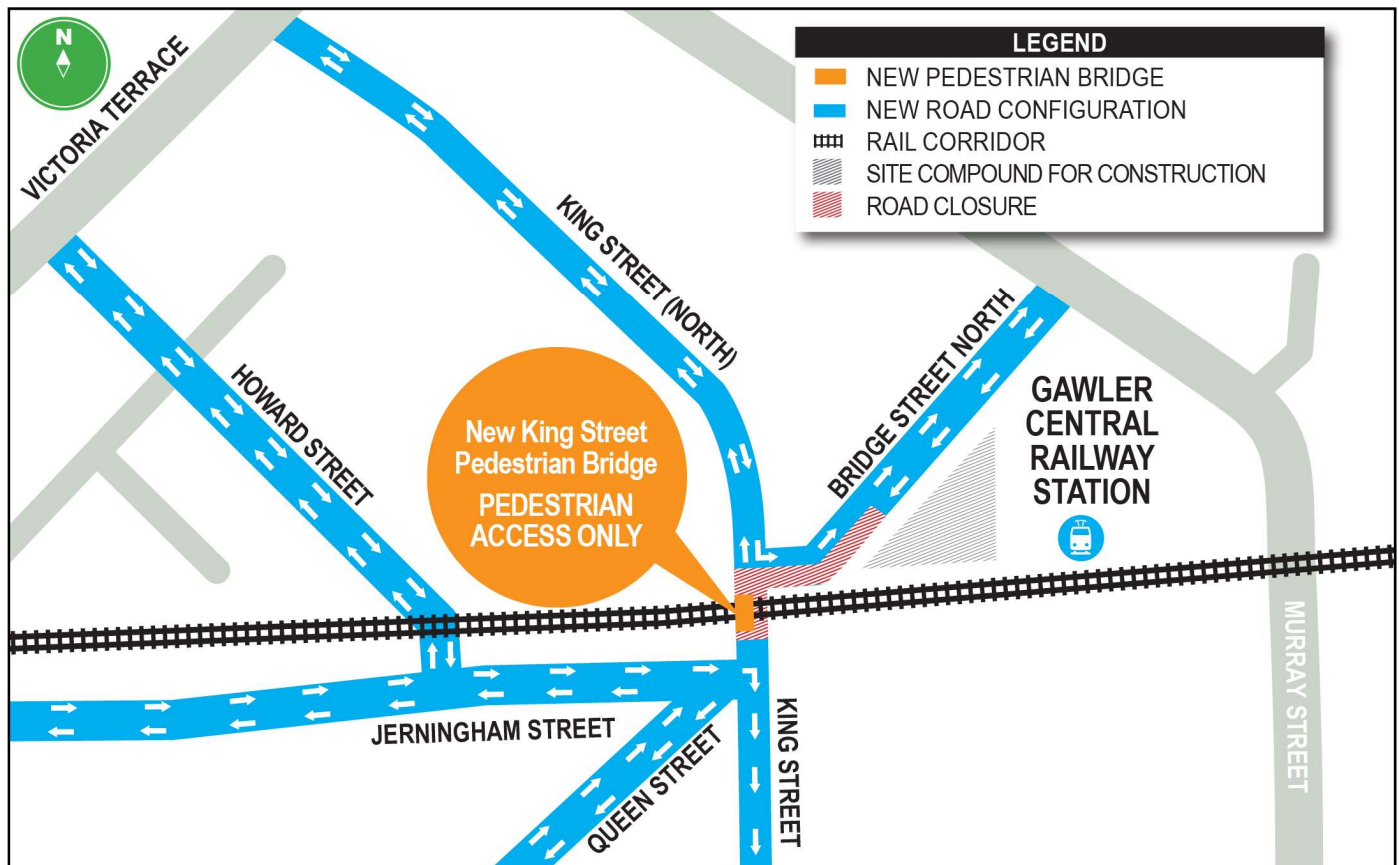 N
VICTORIA TERRACE
LEGEND
NEW PEDESTRIAN BRIDGE
NEW ROAD CONFIGURATION
RAIL CORRIDOR
SITE COMPOUND FOR CONSTRUCTION
ROAD CLOSURE
KING STREET (NORTH)
HOWARD STREET
New King Street
Pedestrian Bridge
PEDESTRIAN
ACCESS ONLY
BRIDGE STREET NORTH
GAWLER
CENTRAL
RAILWAY
STATION
MURRAY STREET
JERNINGHAM STREET
QUEEN STREET
KING STREET